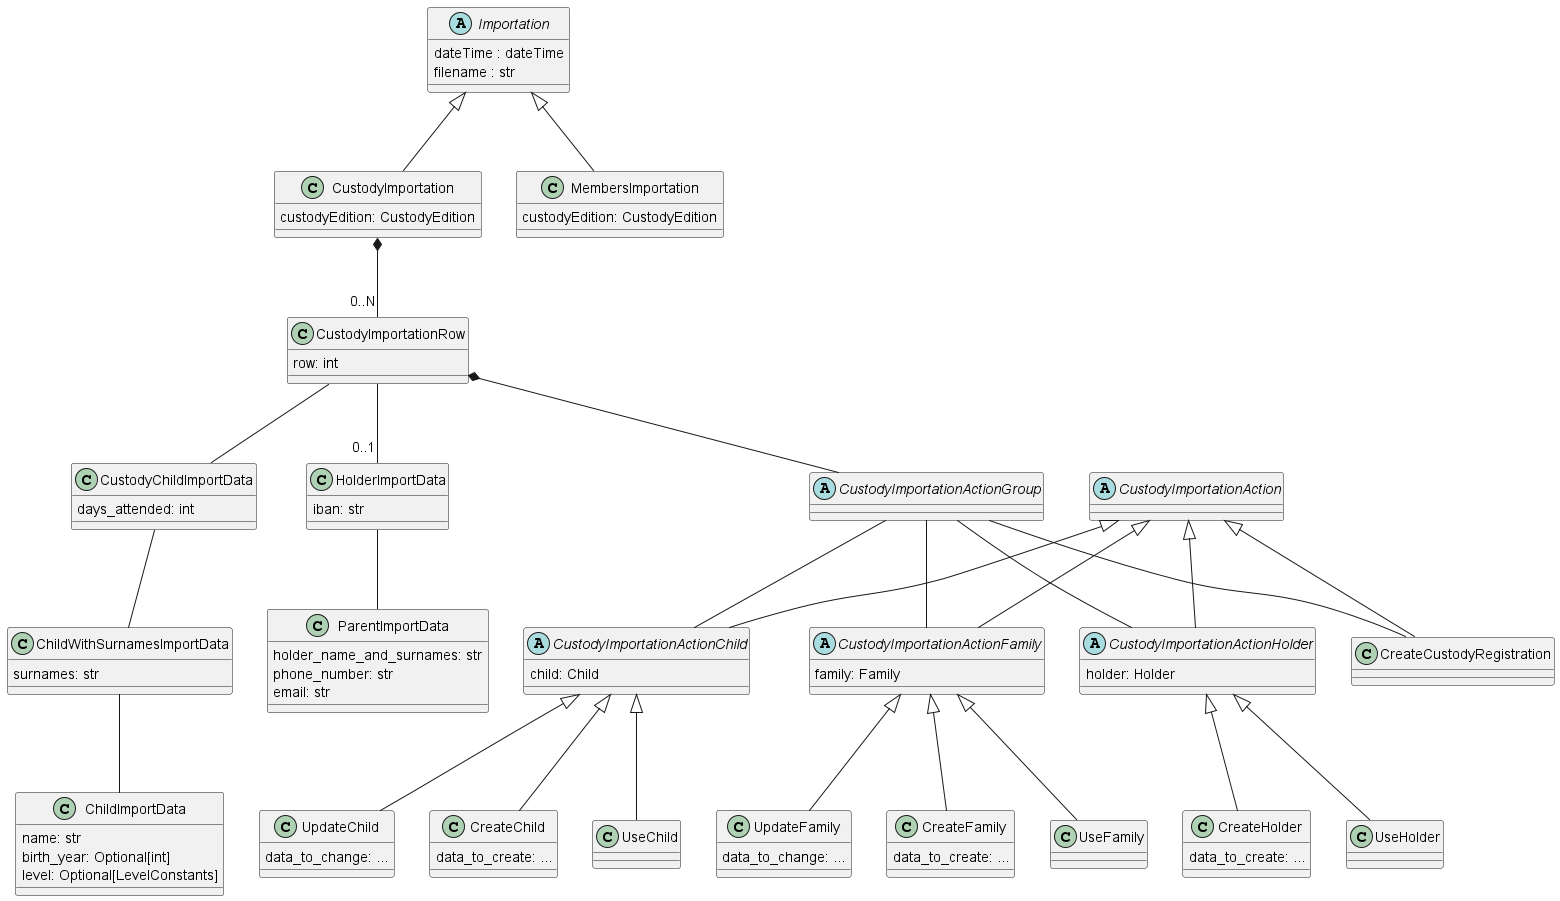 A Importation
dateTime : dateTime
filename : str
C CustodyImportation
custodyEdition: CustodyEdition
C MembersImportation
custodyEdition: CustodyEdition
0..N
C CustodyImportationRow
row: int
0..1
C CustodyChildImportData
days_attended: int
C HolderImportData
iban: str
A CustodyImportationActionGroup
A CustodyImportationAction
C ChildWithSurnamesImportData
surnames: str
C ParentImportData
holder_name_and_surnames: str
phone_number: str
email: str
A CustodyImportationActionChild
child: Child
A CustodyImportationActionFamily
family: Family
A CustodyImportationActionHolder
holder: Holder
C CreateCustodyRegistration
C ChildImportData
name: str
birth_year: Optional[int]
level: Optional[LevelConstants]
C UpdateChild
data_to_change: ...
C CreateChild
data_to_create: ...
C UseChild
C UpdateFamily
data_to_change: ...
C CreateFamily
data_to_create: ...
C UseFamily
C CreateHolder
data_to_create: ...
C UseHolder